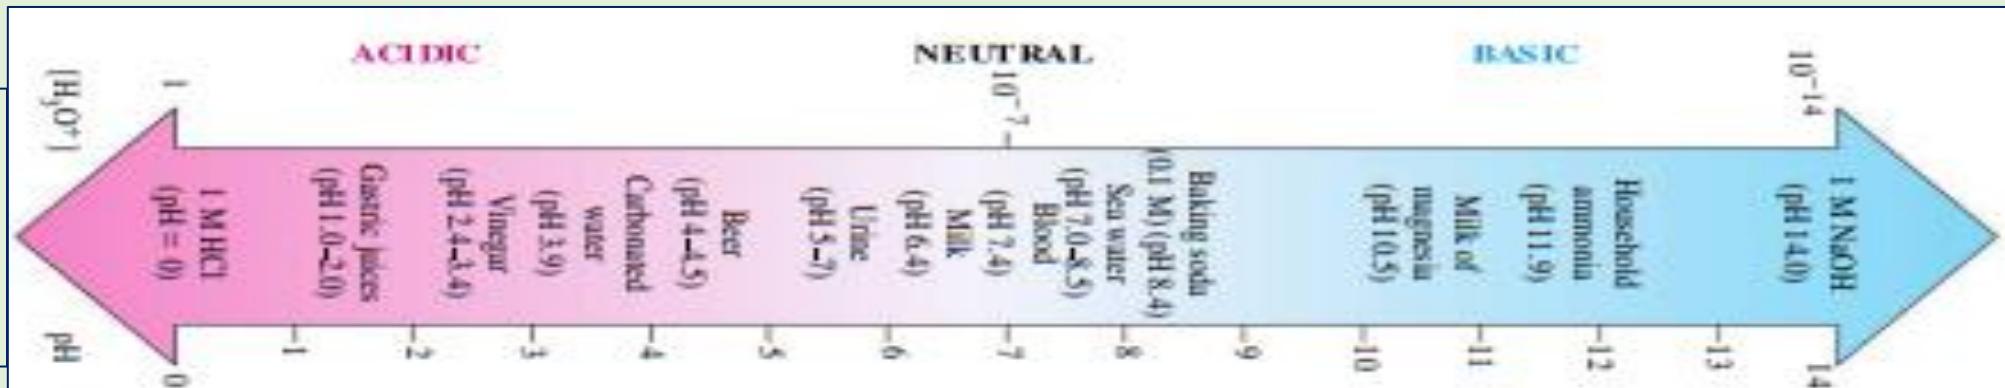 ACIDIC
NEUTRAL
BASIC
[H₃O⁺]
1
10⁻⁷
10⁻¹⁴
1 M HCl
(pH = 0)
Gastric juices
(pH 1.0–2.0)
Vinegar
(pH 2.4–3.4)
Carbonated
water
(pH 3.9)
Beer
(pH 4–4.5)
Urine
(pH 5–7)
Milk
(pH 6.4)
Blood
(pH 7.4)
Sea water
(pH 7.0–8.5)
Baking soda
(0.1 M) (pH 8.4)
Milk of
magnesia
(pH 10.5)
Household
ammonia
(pH 11.9)
1 M NaOH
(pH 14.0)
pH
0
1
2
3
4
5
6
7
8
9
10
11
12
13
14